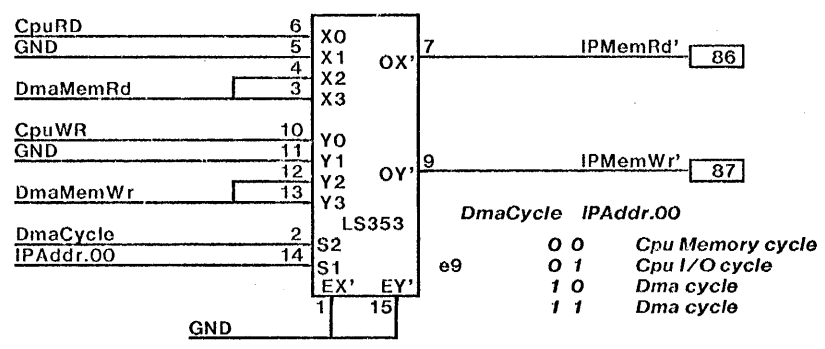 CpuRD 6 X0
GND 5 X1 OX' 7 IPMemRd' 86
4 X2
DmaMemRd 3 X3
CpuWR 10 Y0
GND 11 Y1 OY' 9 IPMemWr' 87
12 Y2
DmaMemWr 13 Y3
LS353 DmaCycle IPAddr.00
DmaCycle 2 S2 0 0 Cpu Memory cycle
IPAddr.00 14 S1 e9 0 1 Cpu I/O cycle
EX' EY' 1 0 Dma cycle
1 15 1 1 Dma cycle
GND